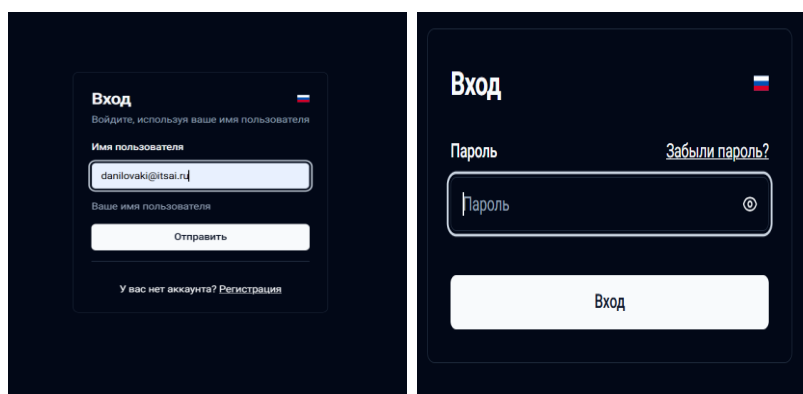 Вход
Войдите, используя ваше имя пользователя
Имя пользователя
danilovaki@itsai.ru
Ваше имя пользователя
Отправить
У вас нет аккаунта? Регистрация
Вход
Пароль Забыли пароль?
Пароль
Вход